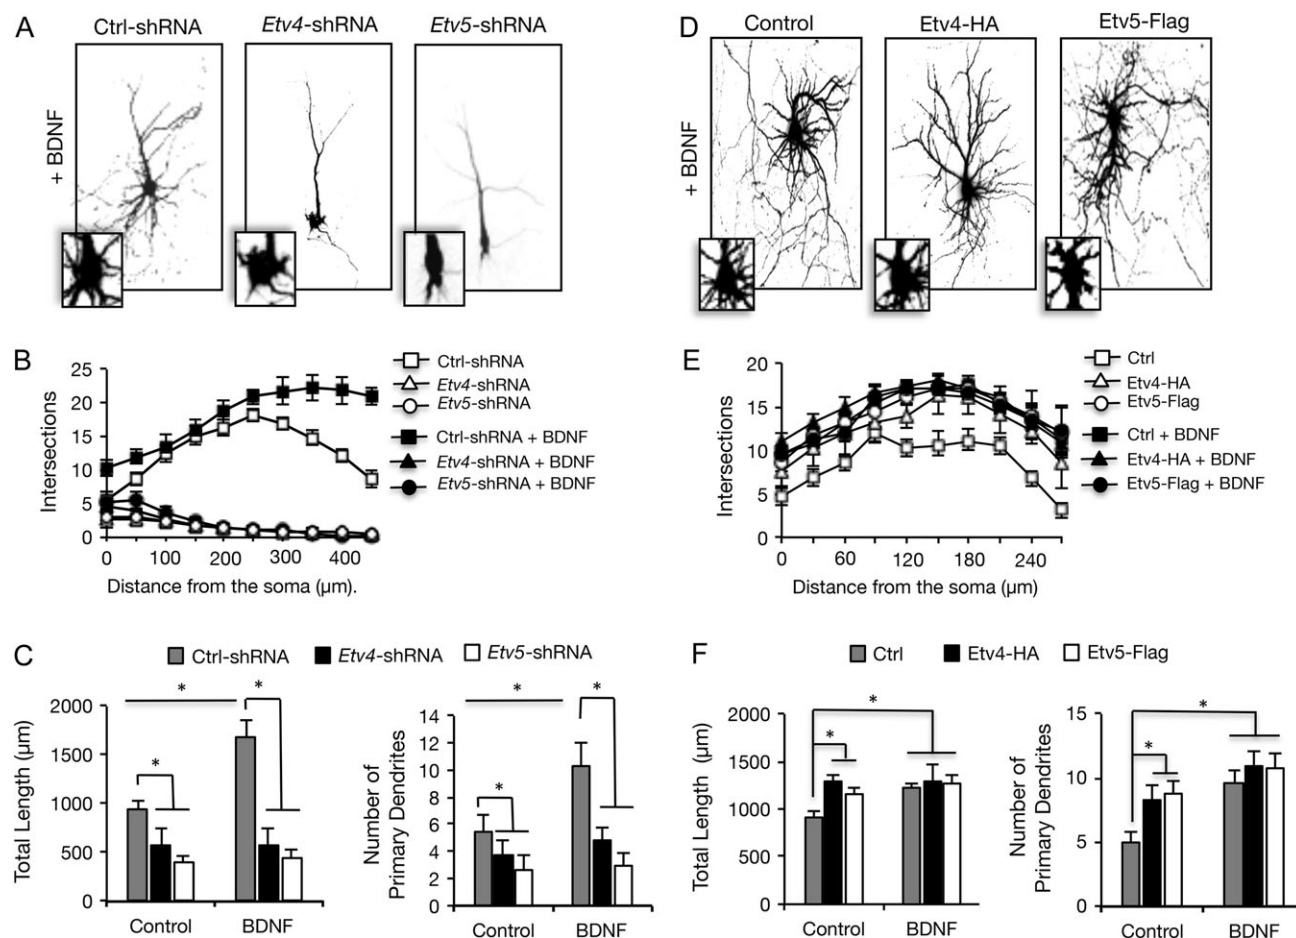 A
Ctrl-shRNA
Etv4-shRNA
Etv5-shRNA
+ BDNF
B
Intersections
25
20
15
10
5
0
0
100
200
300
400
Distance from the soma (µm).
Ctrl-shRNA
Etv4-shRNA
Etv5-shRNA
Ctrl-shRNA + BDNF
Etv4-shRNA + BDNF
Etv5-shRNA + BDNF
C
Ctrl-shRNA
Etv4-shRNA
Etv5-shRNA
Total Length (µm)
2000
1500
1000
500
0
*
*
*
Control
BDNF
Number of
Primary Dendrites
14
12
10
8
6
4
2
0
*
*
*
Control
BDNF
D
Control
Etv4-HA
Etv5-Flag
+ BDNF
E
Intersections
20
15
10
5
0
0
60
120
180
240
Distance from the soma (µm)
Ctrl
Etv4-HA
Etv5-Flag
Ctrl + BDNF
Etv4-HA + BDNF
Etv5-Flag + BDNF
F
Ctrl
Etv4-HA
Etv5-Flag
Total Length (µm)
2000
1500
1000
500
0
*
*
Control
BDNF
Number of
Primary Dendrites
15
10
5
0
*
*
Control
BDNF